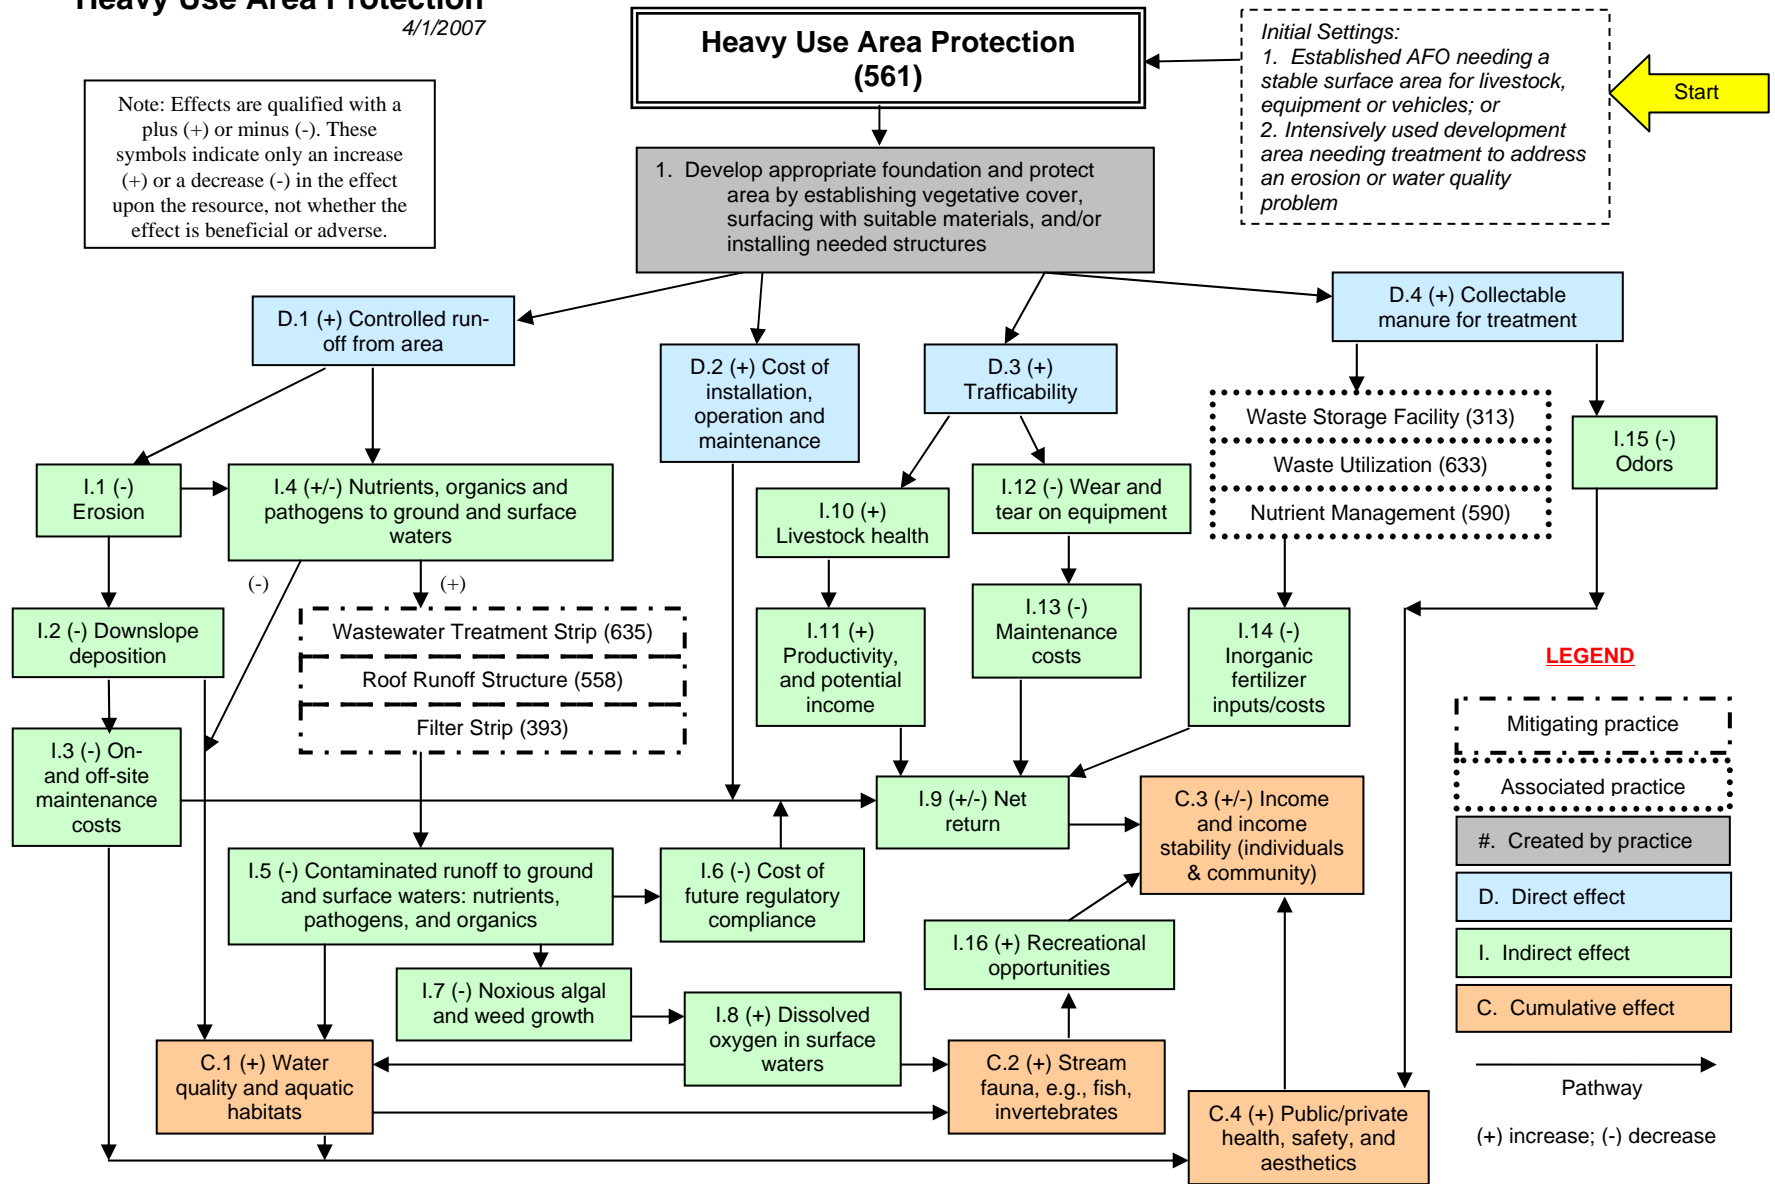 Heavy Use Area Protection
4/1/2007
Heavy Use Area Protection
(561)
Initial Settings:
1. Established AFO needing a
stable surface area for livestock,
equipment or vehicles; or
2. Intensively used development
area needing treatment to address
an erosion or water quality
problem
Start
Note: Effects are qualified with a
plus (+) or minus (-). These
symbols indicate only an increase
(+) or a decrease (-) in the effect
upon the resource, not whether the
effect is beneficial or adverse.
1. Develop appropriate foundation and protect
area by establishing vegetative cover,
surfacing with suitable materials, and/or
installing needed structures
D.1 (+) Controlled run-
off from area
D.2 (+) Cost of
installation,
operation and
maintenance
D.3 (+)
Trafficability
D.4 (+) Collectable
manure for treatment
Waste Storage Facility (313)
Waste Utilization (633)
Nutrient Management (590)
I.15 (-)
Odors
I.1 (-)
Erosion
I.4 (+/-) Nutrients, organics and
pathogens to ground and surface
waters
I.10 (+)
Livestock health
I.12 (-) Wear and
tear on equipment
(-)
(+)
I.2 (-) Downslope
deposition
Wastewater Treatment Strip (635)
Roof Runoff Structure (558)
Filter Strip (393)
I.11 (+)
Productivity,
and potential
income
I.13 (-)
Maintenance
costs
I.14 (-)
Inorganic
fertilizer
inputs/costs
I.3 (-) On-
and off-site
maintenance
costs
I.9 (+/-) Net
return
C.3 (+/-) Income
and income
stability (individuals
& community)
I.5 (-) Contaminated runoff to ground
and surface waters: nutrients,
pathogens, and organics
I.6 (-) Cost of
future regulatory
compliance
I.16 (+) Recreational
opportunities
I.7 (-) Noxious algal
and weed growth
I.8 (+) Dissolved
oxygen in surface
waters
C.1 (+) Water
quality and aquatic
habitats
C.2 (+) Stream
fauna, e.g., fish,
invertebrates
C.4 (+) Public/private
health, safety, and
aesthetics
LEGEND
Mitigating practice
Associated practice
#. Created by practice
D. Direct effect
I. Indirect effect
C. Cumulative effect
Pathway
(+) increase; (-) decrease